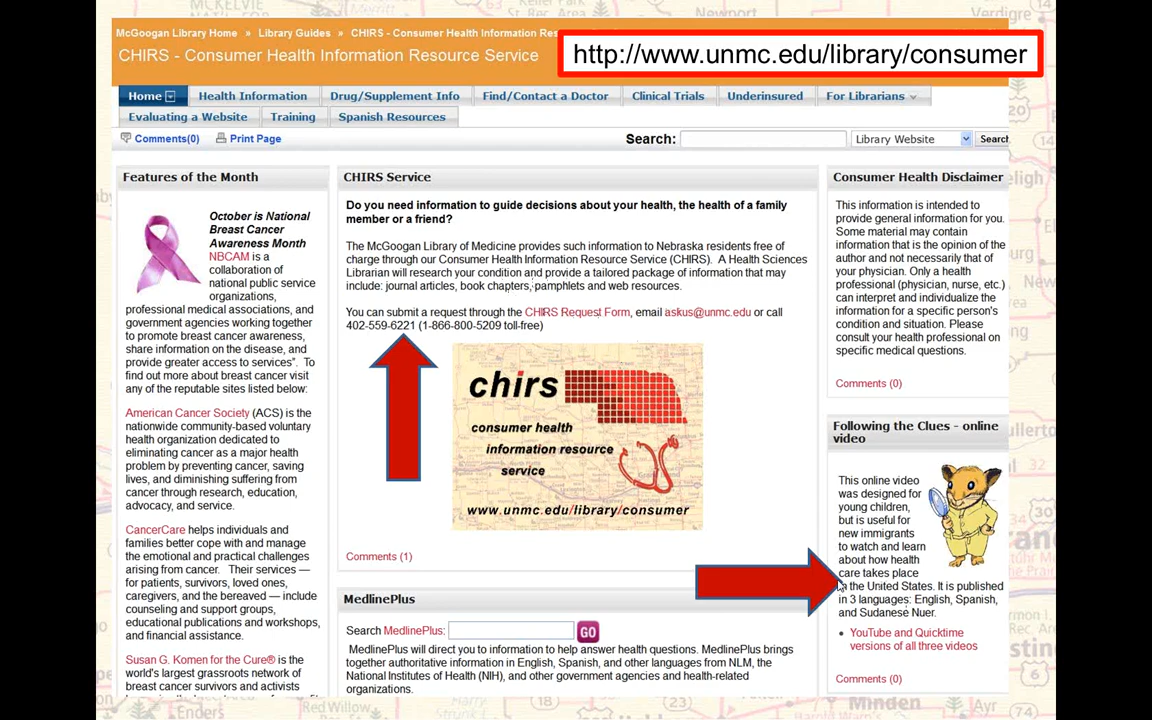 McGoogan Library Home » Library Guides » CHIRS - Consumer Health Information Res
CHIRS - Consumer Health Information Resource Service
http://www.unmc.edu/library/consumer
Home Health Information Drug/Supplement Info Find/Contact a Doctor Clinical Trials Underinsured For Librarians
Evaluating a Website Training Spanish Resources
Comments(0) Print Page
Search: Library Website Search
Features of the Month
October is National
Breast Cancer
Awareness Month
NBCAM is a
collaboration of
national public service
organizations,
professional medical associations, and
government agencies working together
to promote breast cancer awareness,
share information on the disease, and
provide greater access to services". To
find out more about breast cancer visit
any of the reputable sites listed below:
American Cancer Society (ACS) is the
nationwide community-based voluntary
health organization dedicated to
eliminating cancer as a major health
problem by preventing cancer, saving
lives, and diminishing suffering from
cancer through research, education,
advocacy, and service.
CancerCare helps individuals and
families better cope with and manage
the emotional and practical challenges
arising from cancer. Their services —
for patients, survivors, loved ones,
caregivers, and the bereaved — include
counseling and support groups,
educational publications and workshops,
and financial assistance.
Susan G. Komen for the Cure® is the
world's largest grassroots network of
breast cancer survivors and activists
CHIRS Service
Do you need information to guide decisions about your health, the health of a family
member or a friend?
The McGoogan Library of Medicine provides such information to Nebraska residents free of
charge through our Consumer Health Information Resource Service (CHIRS). A Health Sciences
Librarian will research your condition and provide a tailored package of information that may
include: journal articles, book chapters, pamphlets and web resources.
You can submit a request through the CHIRS Request Form, email askus@unmc.edu or call
402-559-6221 (1-866-800-5209 toll-free)
chirs
consumer health
information resource
service
www.unmc.edu/library/consumer
Comments (1)
MedlinePlus
Search MedlinePlus: GO
MedlinePlus will direct you to information to help answer health questions. MedlinePlus brings
together authoritative information in English, Spanish, and other languages from NLM, the
National Institutes of Health (NIH), and other government agencies and health-related
organizations.
Consumer Health Disclaimer
This information is intended to
provide general information for you.
Some material may contain
information that is the opinion of the
author and not necessarily that of
your physician. Only a health
professional (physician, nurse, etc.)
can interpret and individualize the
information for a specific person's
condition and situation. Please
consult your health professional on
specific medical questions.
Comments (0)
Following the Clues - online
video
This online video
was designed for
young children,
but is useful for
new immigrants
to watch and learn
about how health
care takes place
in the United States. It is published
in 3 languages: English, Spanish,
and Sudanese Nuer.
YouTube and Quicktime
versions of all three videos
Comments (0)
Newport
Verdigre
Enders
Red Willow
Minden